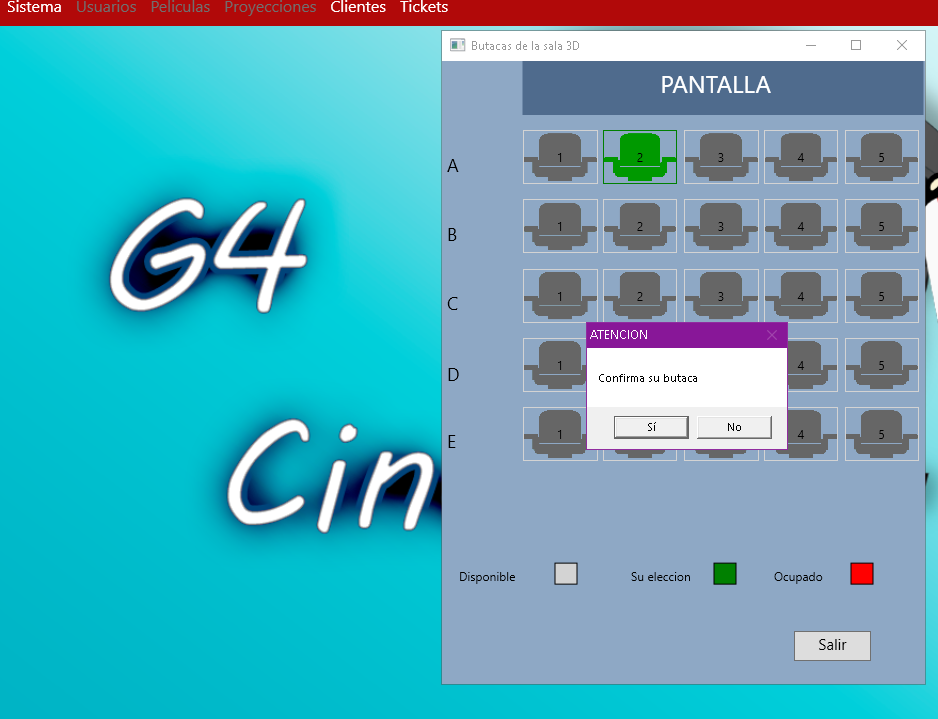 Sistema Usuarios Peliculas Proyecciones Clientes Tickets
Butacas de la sala 3D
PANTALLA
A 1 2 3 4 5
B 1 2 3 4 5
C 1 2 3 4 5
D 1 4 5
E 1 4 5
ATENCION
Confirma su butaca
Sí No
Disponible Su eleccion Ocupado
Salir
G4
Cin